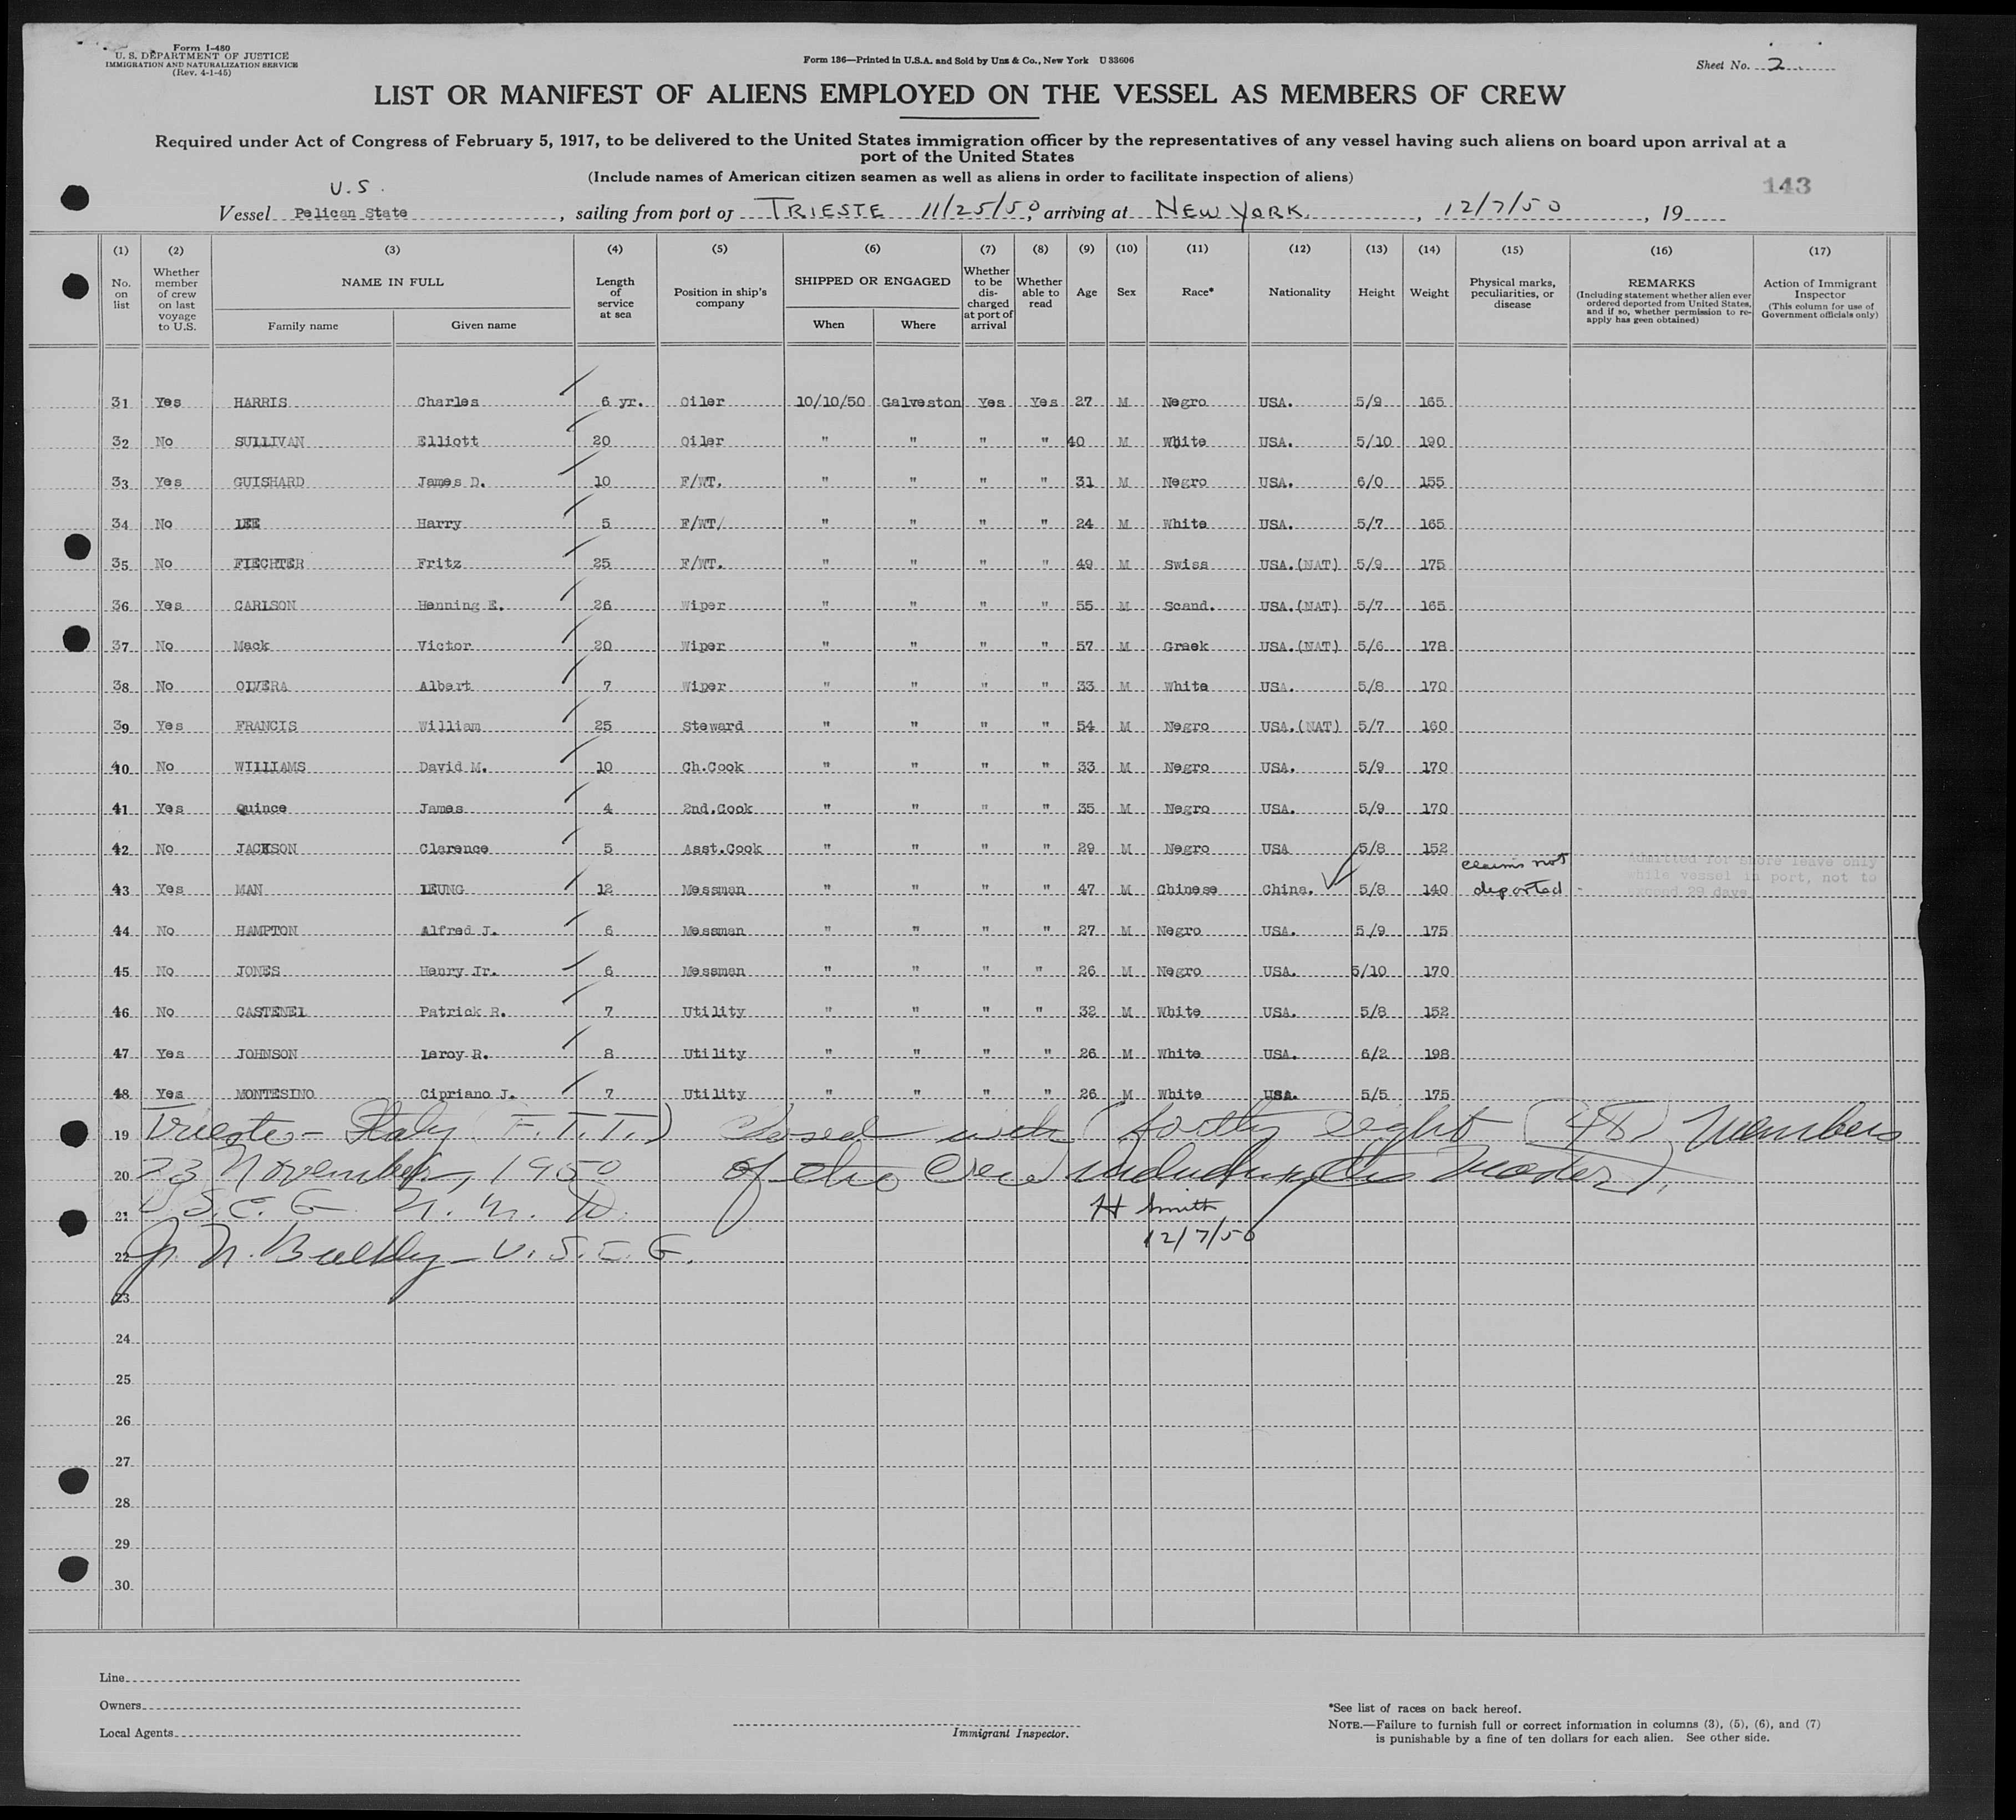 Form I-480
U. S. DEPARTMENT OF JUSTICE
IMMIGRATION AND NATURALIZATION SERVICE
(Rev. 4-1-45)
Form 136—Printed in U.S.A. and Sold by Unz & Co., New York U 33606
Sheet No. 2
LIST OR MANIFEST OF ALIENS EMPLOYED ON THE VESSEL AS MEMBERS OF CREW
Required under Act of Congress of February 5, 1917, to be delivered to the United States immigration officer by the representatives of any vessel having such aliens on board upon arrival at a
port of the United States
(Include names of American citizen seamen as well as aliens in order to facilitate inspection of aliens)
143
U.S.
Vessel Pelican State, sailing from port of TRIESTE 11/25/50, arriving at NEW YORK, 12/7/50, 19
(1) (2) (3) (4) (5) (6) (7) (8) (9) (10) (11) (12) (13) (14) (15) (16) (17)
No. on list | Whether member of crew on last voyage to U.S. | NAME IN FULL Family name Given name | Length of service at sea | Position in ship's company | SHIPPED OR ENGAGED When Where | Whether to be discharged at port of arrival | Whether able to read | Age | Sex | Race* | Nationality | Height | Weight | Physical marks, peculiarities, or disease | REMARKS (Including statement whether alien ever ordered deported from United States, and if so, whether permission to re-apply has geen obtained) | Action of Immigrant Inspector (This column for use of Government officials only)
31 Yes HARRIS Charles 6 yr. Oiler 10/10/50 Galveston Yes Yes 27 M Negro USA. 5/9 165
32 No SULLIVAN Elliott 20 Oiler " " " " 40 M White USA. 5/10 190
33 Yes GUISHARD James D. 10 F/WT. " " " " 31 M Negro USA. 6/0 155
34 No LEE Harry 5 F/WT/ " " " " 24 M White USA. 5/7 165
35 No FIECHTER Fritz 25 F/WT. " " " " 49 M Swiss USA.(NAT) 5/9 175
36 Yes CARLSON Henning E. 26 Wiper " " " " 55 M Scand. USA.(NAT) 5/7 165
37 No Mack Victor 20 Wiper " " " " 57 M Greek USA.(NAT) 5/6 178
38 No OLVERA Albert 7 Wiper " " " " 33 M White USA. 5/8 170
39 Yes FRANCIS William 25 Steward " " " " 54 M Negro USA.(NAT) 5/7 160
40 No WILLIAMS David M. 10 Ch.Cook " " " " 33 M Negro USA. 5/9 170
41 Yes Quince James 4 2nd.Cook " " " " 35 M Negro USA. 5/9 170
42 No JACKSON Clarence 5 Asst.Cook " " " " 29 M Negro USA 5/8 152
43 Yes MAN LEUNG 12 Messman " " " " 47 M Chinese China. 5/8 140 claims not deported - Admitted for shore leave only while vessel in port, not to exceed 29 days
44 No HAMPTON Alfred J. 6 Messman " " " " 27 M Negro USA. 5/9 175
45 No JONES Henry Jr. 6 Messman " " " " 26 M Negro USA. 5/10 170
46 No CASTENEL Patrick R. 7 Utility " " " " 32 M White USA. 5/8 152
47 Yes JOHNSON Leroy R. 8 Utility " " " " 26 M White USA. 6/2 198
48 Yes MONTESINO Cipriano J. 7 Utility " " " " 26 M White USA. 5/5 175
19 Trieste - Italy (F.T.T.) Closed with (forthy eight (48) Members
20 23 November, 1950 of the Crew including the Master).
21 U.S.C.G. M.M.D. H Smith
22 J. N. Bulkley - U.S.C.G. 12/7/50
23
24
25
26
27
28
29
30
Line
Owners
Local Agents
Immigrant Inspector.
*See list of races on back hereof.
NOTE.—Failure to furnish full or correct information in columns (3), (5), (6), and (7)
is punishable by a fine of ten dollars for each alien. See other side.